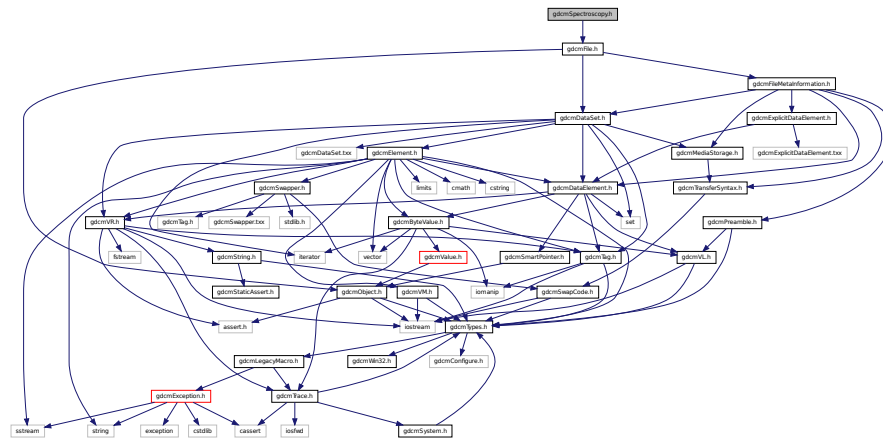 gdcmSpectroscopy.h
gdcmFile.h
gdcmFileMetaInformation.h
gdcmDataSet.h
gdcmExplicitDataElement.h
gdcmDataSet.txx
gdcmElement.h
gdcmMediaStorage.h
gdcmExplicitDataElement.txx
gdcmSwapper.h
limits
cmath
cstring
gdcmDataElement.h
gdcmTransferSyntax.h
gdcmVR.h
gdcmTag.h
gdcmSwapper.txx
stdlib.h
gdcmByteValue.h
set
gdcmPreamble.h
fstream
gdcmString.h
iterator
vector
gdcmValue.h
gdcmSmartPointer.h
gdcmTag.h
gdcmVL.h
gdcmStaticAssert.h
gdcmObject.h
gdcmVM.h
iomanip
gdcmSwapCode.h
assert.h
iostream
gdcmTypes.h
gdcmLegacyMacro.h
gdcmWin32.h
gdcmConfigure.h
gdcmException.h
gdcmTrace.h
sstream
string
exception
cstdlib
cassert
iosfwd
gdcmSystem.h